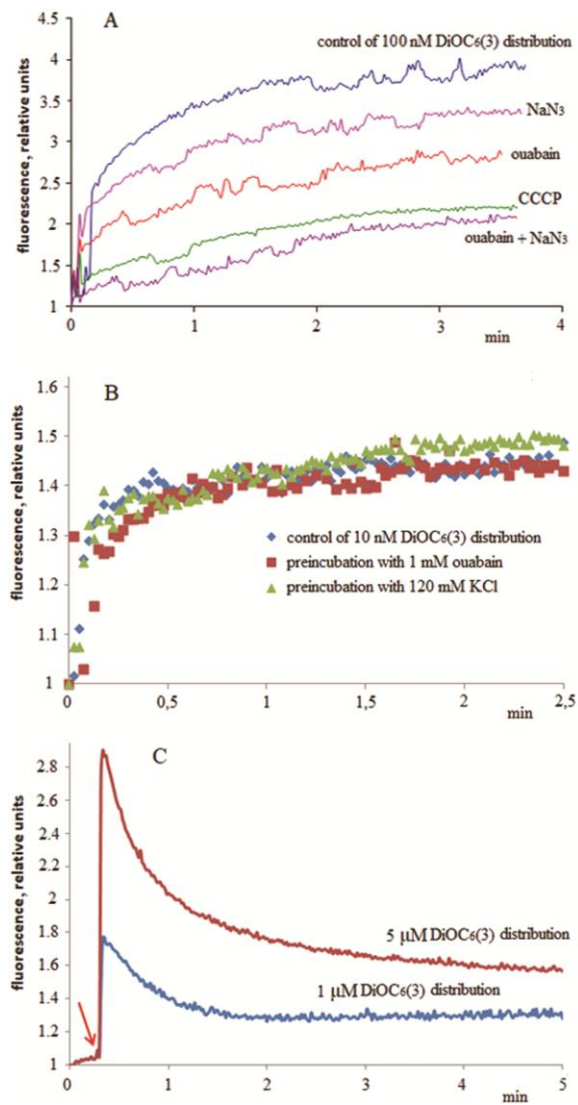 A
fluorescence, relative units
4.5
4
3.5
3
2.5
2
1.5
1
control of 100 nM DiOC6(3) distribution
NaN3
ouabain
CCCP
ouabain + NaN3
0
1
2
3
4
min
B
fluorescence, relative units
1.6
1.5
1.4
1.3
1.2
1.1
1
control of 10 nM DiOC6(3) distribution
preincubation with 1 mM ouabain
preincubation with 120 mM KCl
0
0,5
1
1,5
2
2,5
min
C
fluorescence, relative units
2.8
2.6
2.4
2.2
2
1.8
1.6
1.4
1.2
1
5 µM DiOC6(3) distribution
1 µM DiOC6(3) distribution
0
1
2
3
4
5
min